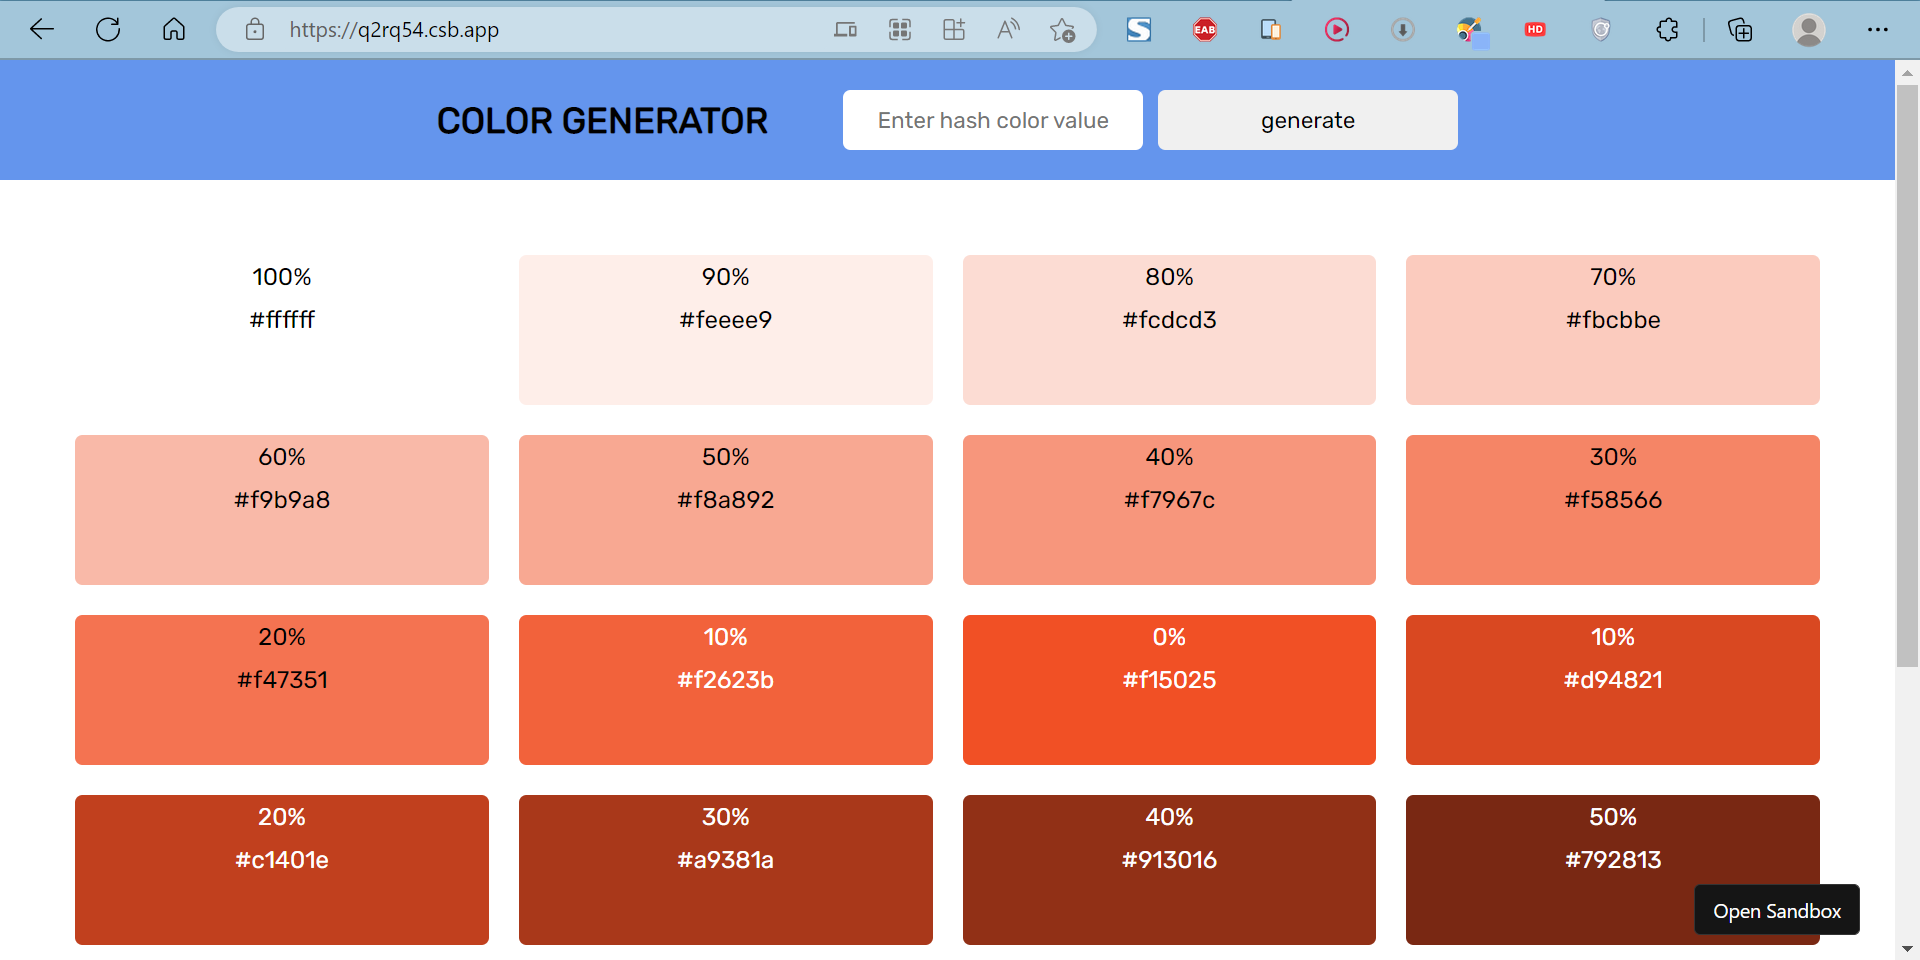 https://q2rq54.csb.app
EAB
HD
COLOR GENERATOR
Enter hash color value
generate
100%
#ffffff
90%
#feeee9
80%
#fcdcd3
70%
#fbcbbe
60%
#f9b9a8
50%
#f8a892
40%
#f7967c
30%
#f58566
20%
#f47351
10%
#f2623b
0%
#f15025
10%
#d94821
20%
#c1401e
30%
#a9381a
40%
#913016
50%
#792813
Open Sandbox